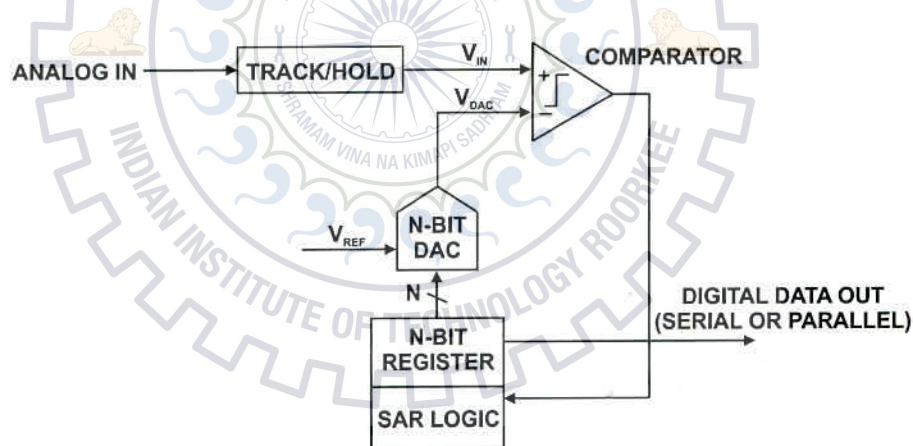 ANALOG IN
TRACK/HOLD
V_IN
COMPARATOR
+
V_DAC
−
N-BIT
DAC
V_REF
N
N-BIT
REGISTER
SAR LOGIC
DIGITAL DATA OUT
(SERIAL OR PARALLEL)
SHRAMAM VINA NA KIMAPI SADHYAM
INDIAN INSTITUTE OF TECHNOLOGY ROORKEE